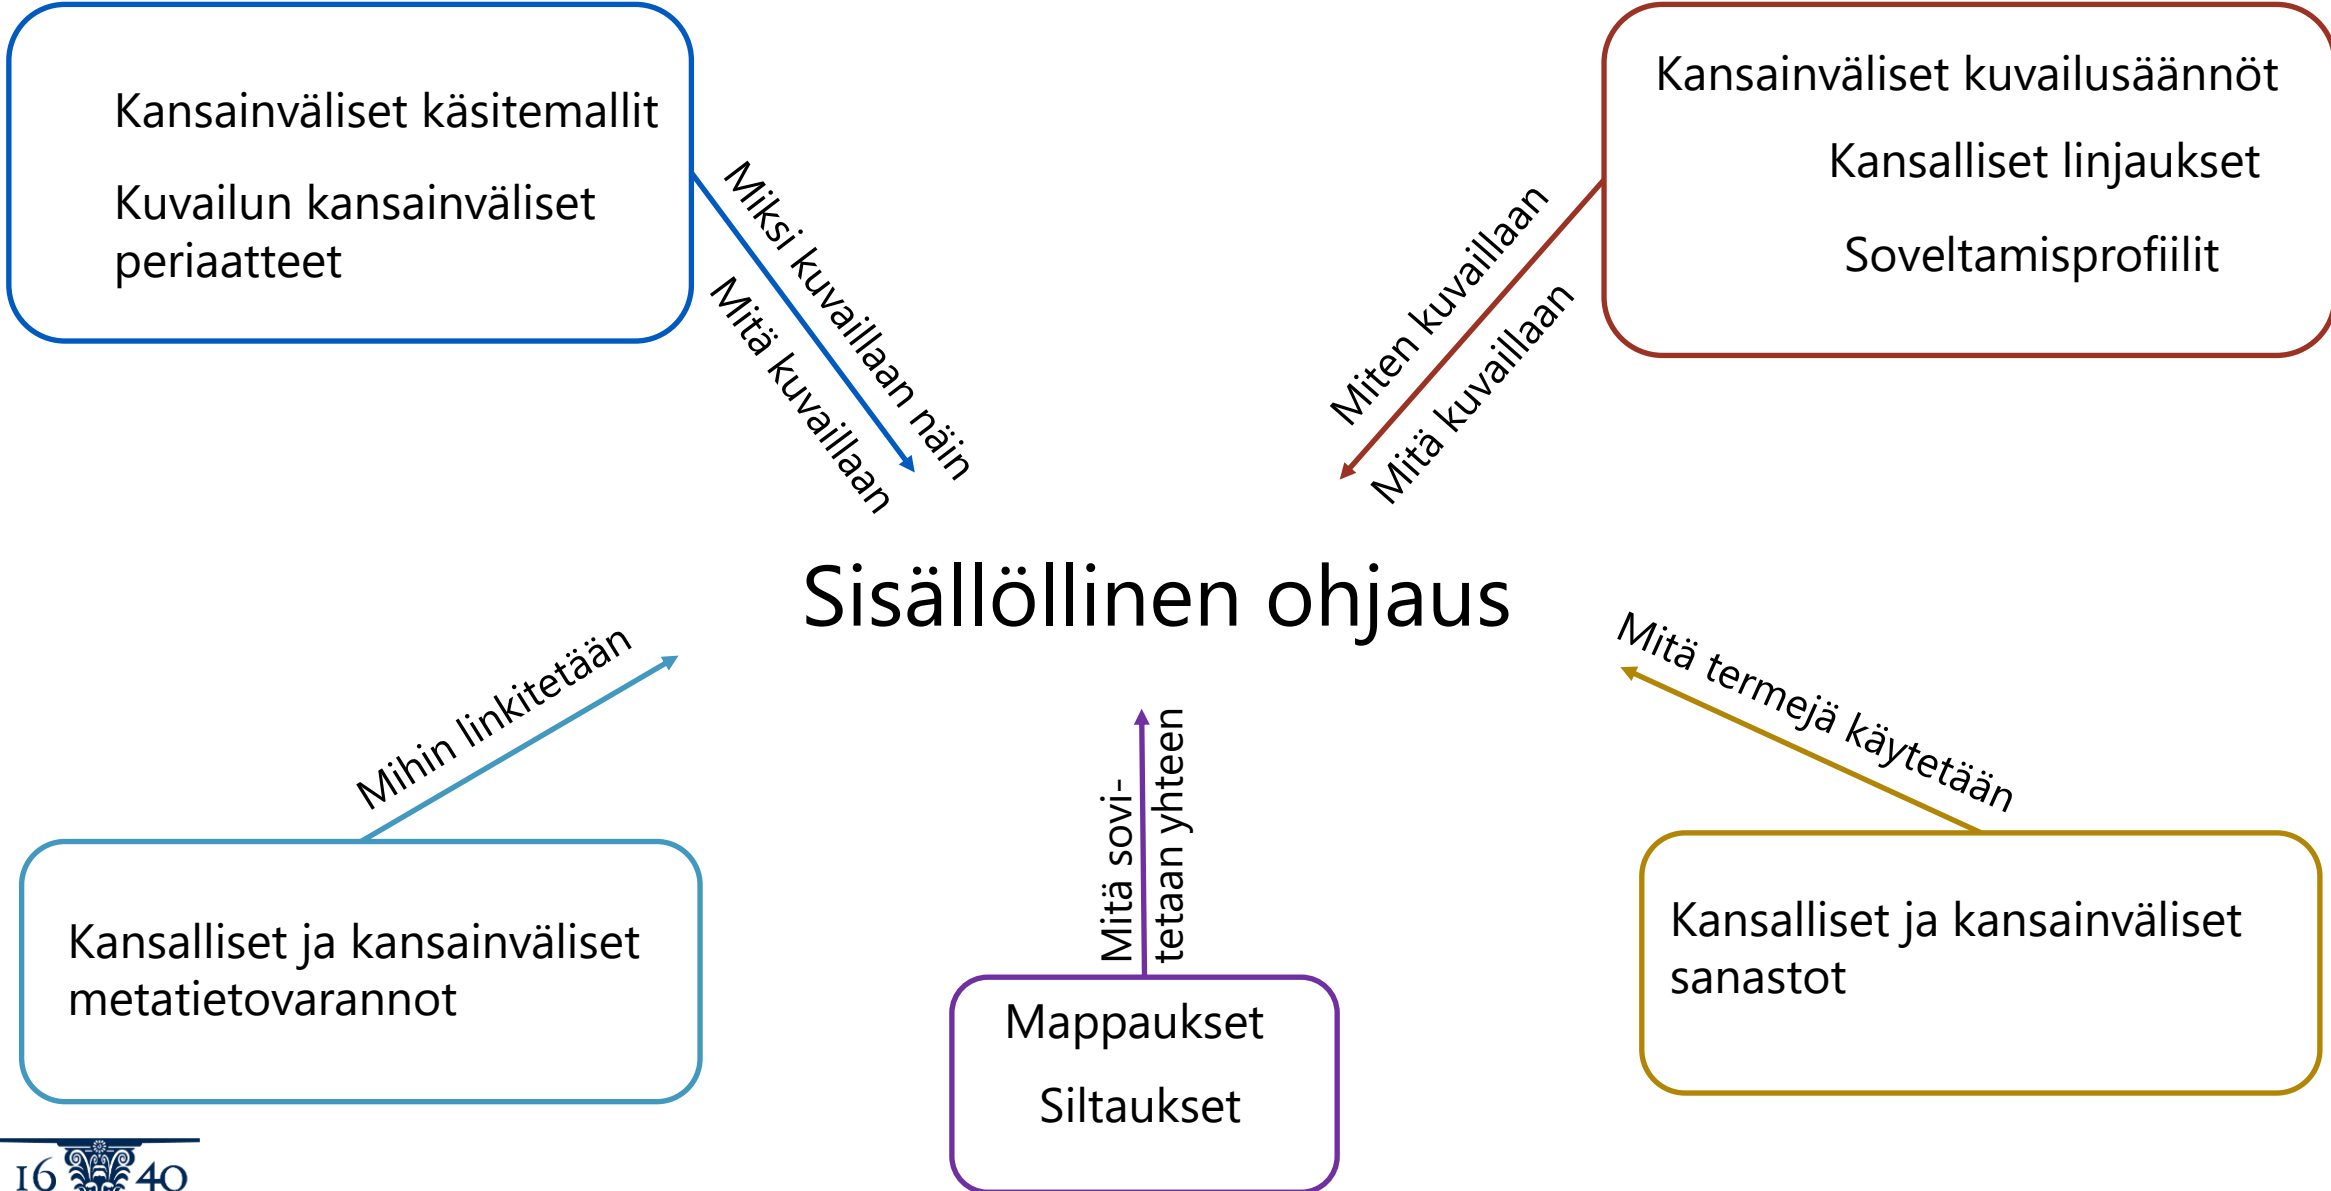 Kansainväliset käsitemallit
Kuvailun kansainväliset
periaatteet
Kansainväliset kuvailusäännöt
Kansalliset linjaukset
Soveltamisprofiilit
Miksi kuvaillaan näin
Mitä kuvaillaan
Miten kuvaillaan
Mitä kuvaillaan
Sisällöllinen ohjaus
Mihin linkitetään
Mitä sovi-
tetaan yhteen
Mitä termejä käytetään
Kansalliset ja kansainväliset
metatietovarannot
Mappaukset
Siltaukset
Kansalliset ja kansainväliset
sanastot
16 40